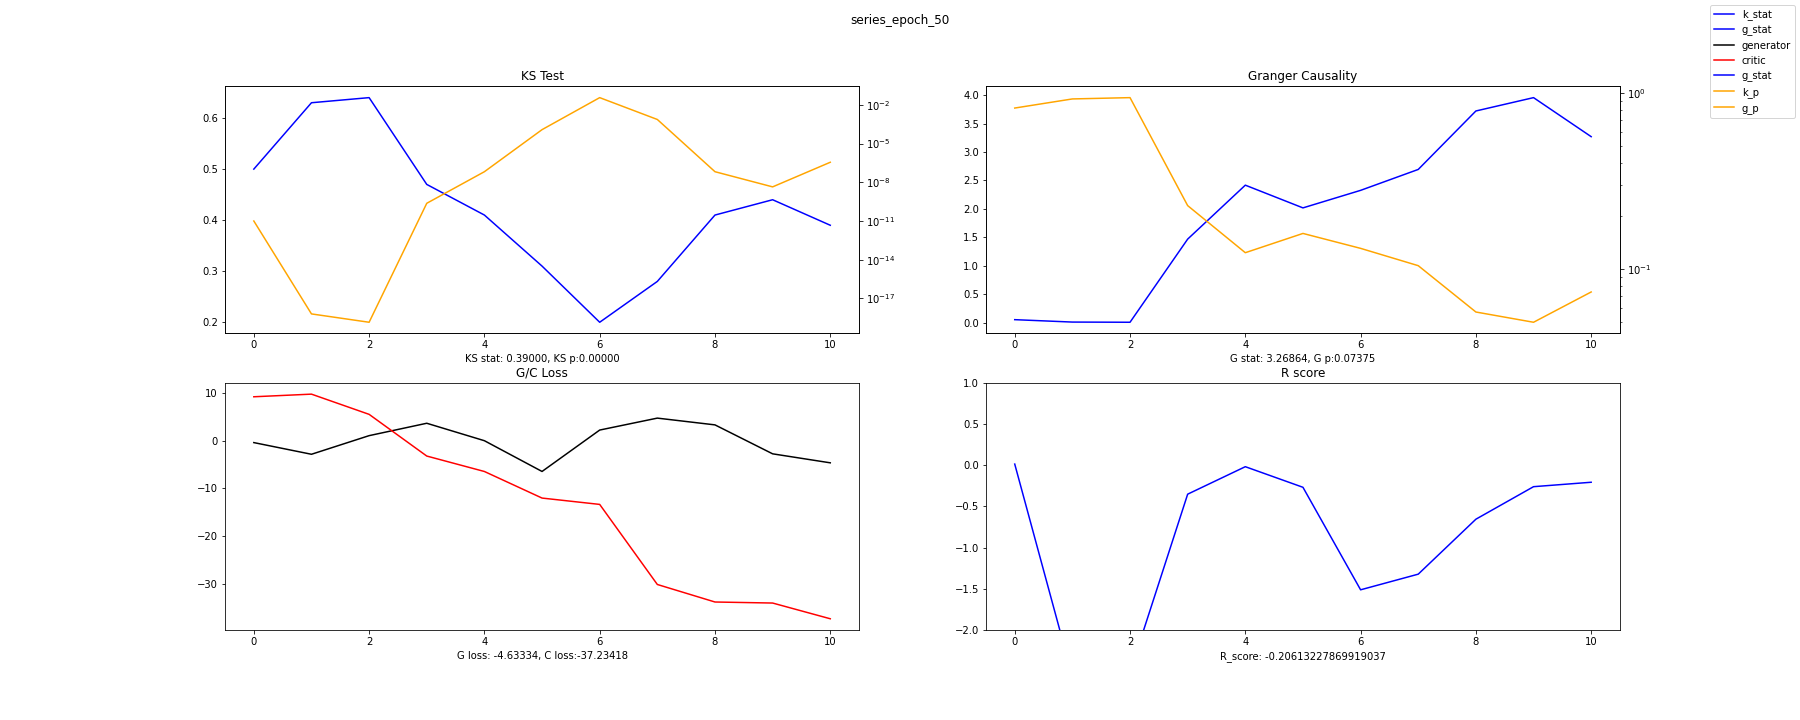 series_epoch_50
k_stat
g_stat
generator
critic
g_stat
k_p
g_p
KS Test
0.6
0.5
0.4
0.3
0.2
10⁻²
10⁻⁵
10⁻⁸
10⁻¹¹
10⁻¹⁴
10⁻¹⁷
0 2 4 6 8 10
KS stat: 0.39000, KS p:0.00000
Granger Causality
4.0
3.5
3.0
2.5
2.0
1.5
1.0
0.5
0.0
10⁰
10⁻¹
0 2 4 6 8 10
G stat: 3.26864, G p:0.07375
G/C Loss
10
0
−10
−20
−30
0 2 4 6 8 10
G loss: -4.63334, C loss:-37.23418
R score
1.0
0.5
0.0
−0.5
−1.0
−1.5
−2.0
0 2 4 6 8 10
R_score: -0.20613227869919037